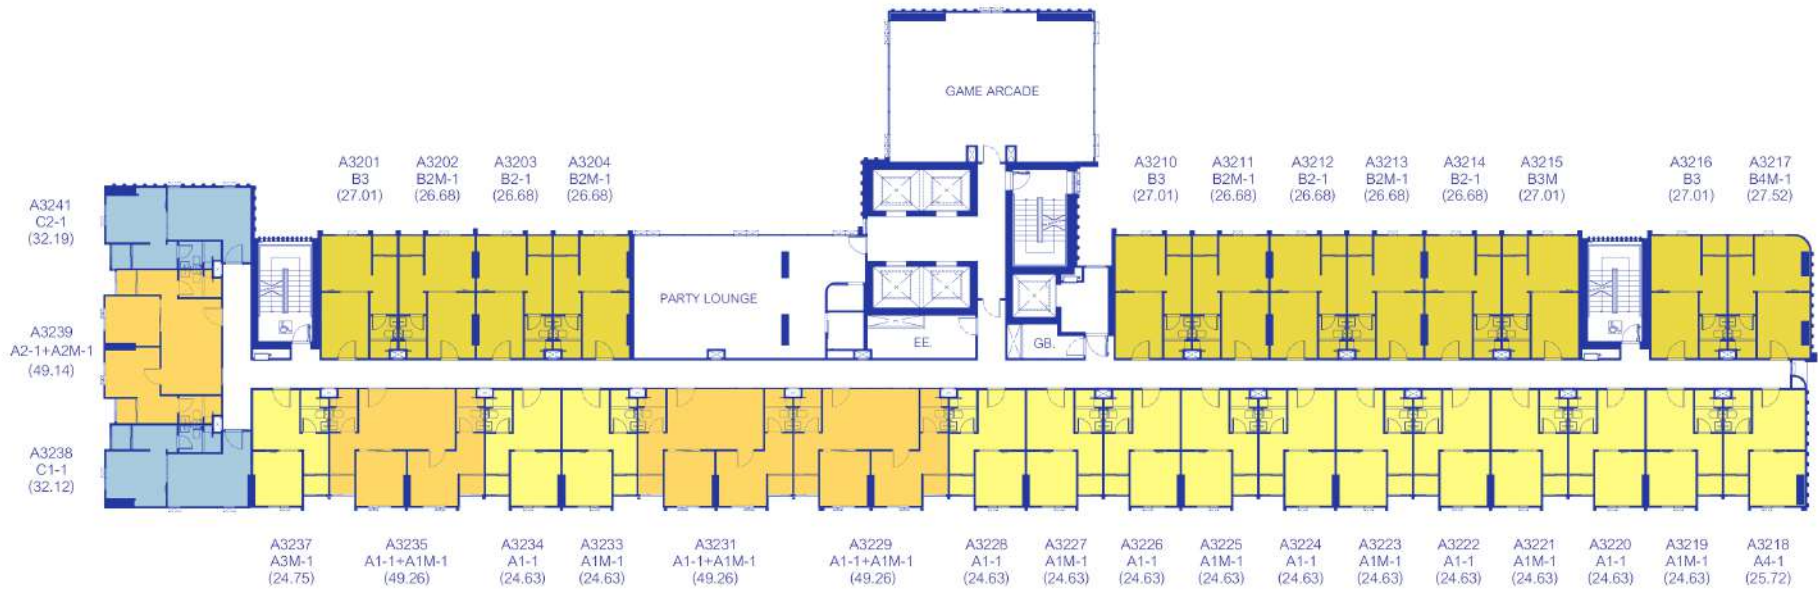 GAME ARCADE
A3201
B3
(27.01)
A3202
B2M-1
(26.68)
A3203
B2-1
(26.68)
A3204
B2M-1
(26.68)
A3210
B3
(27.01)
A3211
B2M-1
(26.68)
A3212
B2-1
(26.68)
A3213
B2M-1
(26.68)
A3214
B2-1
(26.68)
A3215
B3M
(27.01)
A3216
B3
(27.01)
A3217
B4M-1
(27.52)
A3241
C2-1
(32.19)
PARTY LOUNGE
EE.
GB.
A3239
A2-1+A2M-1
(49.14)
A3238
C1-1
(32.12)
A3237
A3M-1
(24.75)
A3235
A1-1+A1M-1
(49.26)
A3234
A1-1
(24.63)
A3233
A1M-1
(24.63)
A3231
A1-1+A1M-1
(49.26)
A3229
A1-1+A1M-1
(49.26)
A3228
A1-1
(24.63)
A3227
A1M-1
(24.63)
A3226
A1-1
(24.63)
A3225
A1M-1
(24.63)
A3224
A1-1
(24.63)
A3223
A1M-1
(24.63)
A3222
A1-1
(24.63)
A3221
A1M-1
(24.63)
A3220
A1-1
(24.63)
A3219
A1M-1
(24.63)
A3218
A4-1
(25.72)